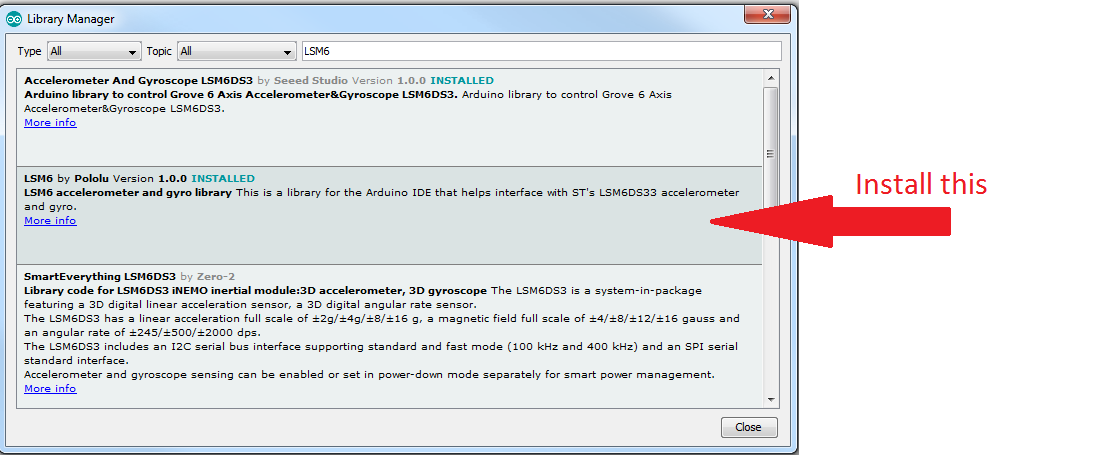 Library Manager
Type All Topic All LSM6
Accelerometer And Gyroscope LSM6DS3 by Seeed Studio Version 1.0.0 INSTALLED
Arduino library to control Grove 6 Axis Accelerometer&Gyroscope LSM6DS3. Arduino library to control Grove 6 Axis
Accelerometer&Gyroscope LSM6DS3.
More info
LSM6 by Pololu Version 1.0.0 INSTALLED
LSM6 accelerometer and gyro library This is a library for the Arduino IDE that helps interface with ST's LSM6DS33 accelerometer
and gyro.
More info
Install this
SmartEverything LSM6DS3 by Zero-2
Library code for LSM6DS3 iNEMO inertial module:3D accelerometer, 3D gyroscope The LSM6DS3 is a system-in-package
featuring a 3D digital linear acceleration sensor, a 3D digital angular rate sensor.
The LSM6DS3 has a linear acceleration full scale of ±2g/±4g/±8/±16 g, a magnetic field full scale of ±4/±8/±12/±16 gauss and
an angular rate of ±245/±500/±2000 dps.
The LSM6DS3 includes an I2C serial bus interface supporting standard and fast mode (100 kHz and 400 kHz) and an SPI serial
standard interface.
Accelerometer and gyroscope sensing can be enabled or set in power-down mode separately for smart power management.
More info
Close